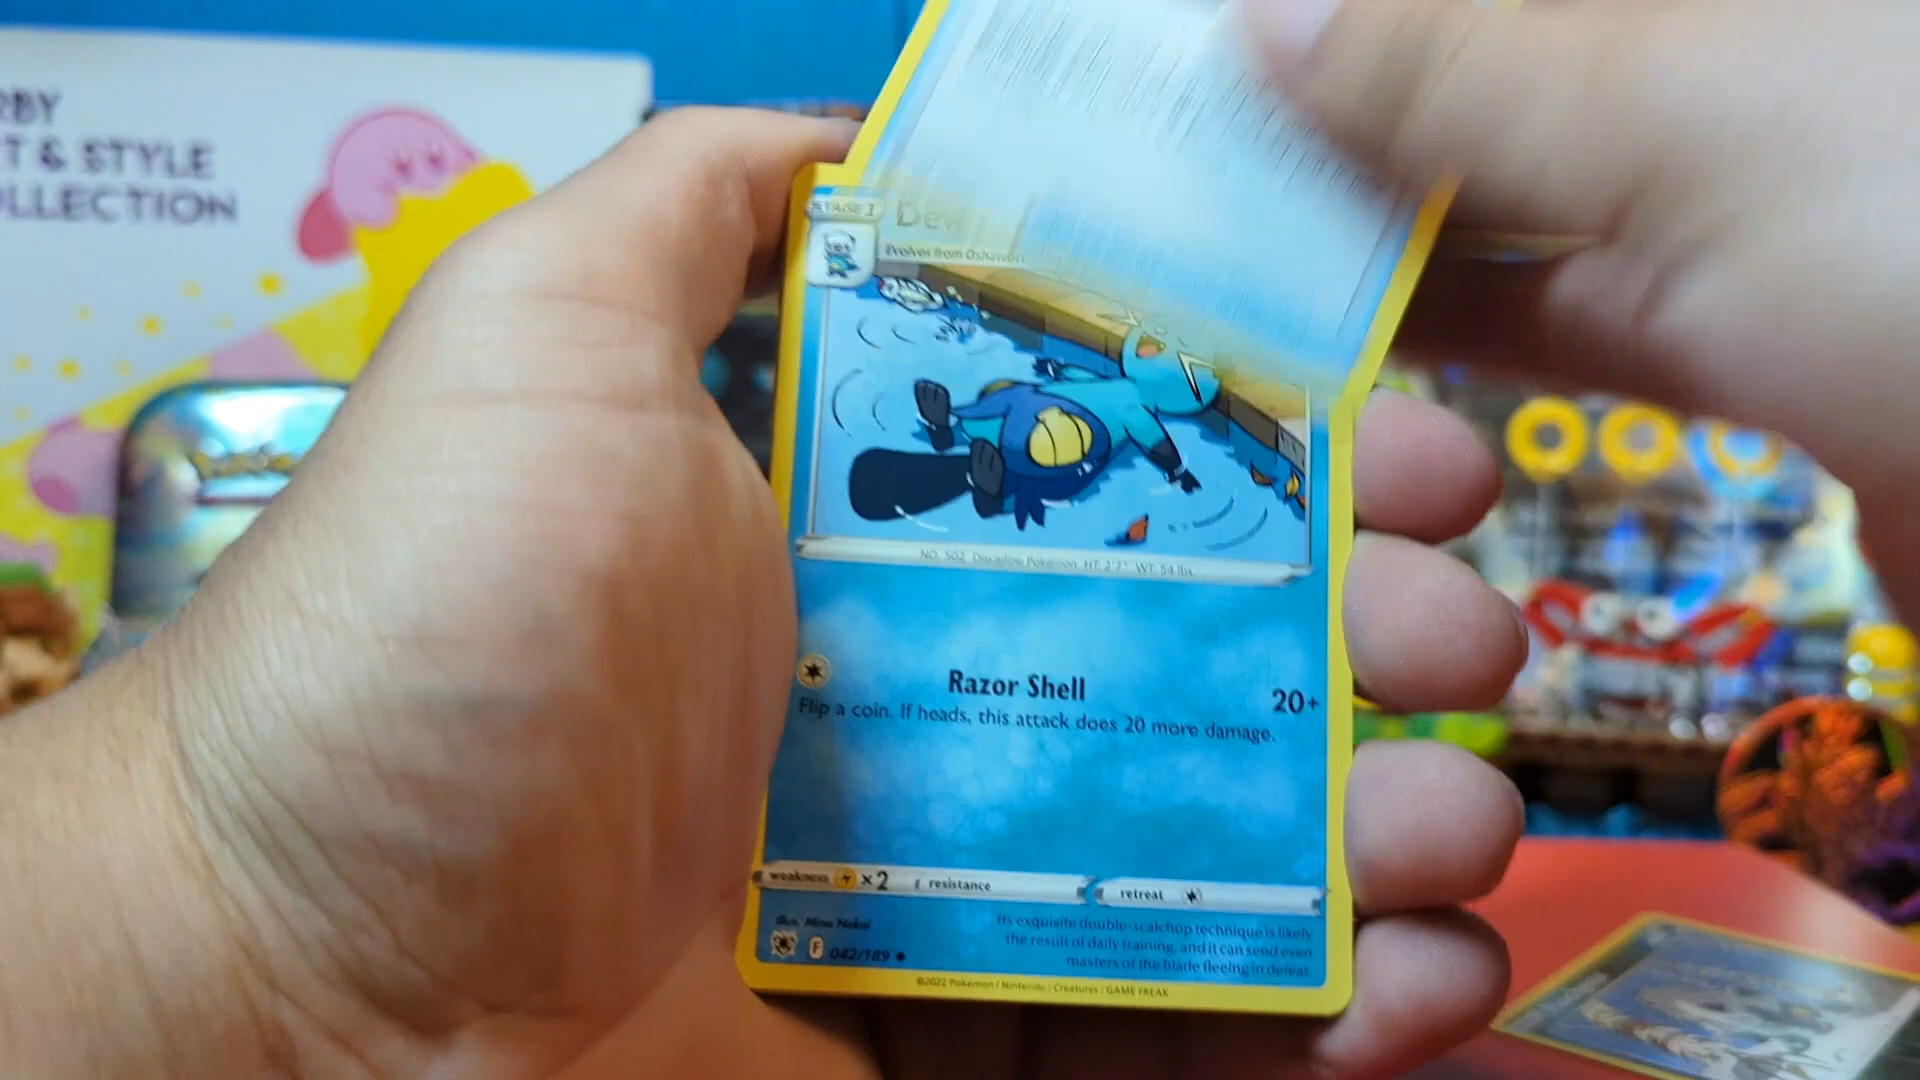 RBY
T & STYLE
OLLECTION
STAGE 1
Dew
Evolves from Oshawott
NO. 502 Discipline Pokémon HT: 2'7" WT: 54 lbs.
Razor Shell
20+
Flip a coin. If heads, this attack does 20 more damage.
weakness ×2 resistance
retreat
Illus. Mina Nakai
F 042/189
Its exquisite double-scalchop technique is likely
the result of daily training, and it can send even
masters of the blade fleeing in defeat.
©2022 Pokémon / Nintendo / Creatures / GAME FREAK